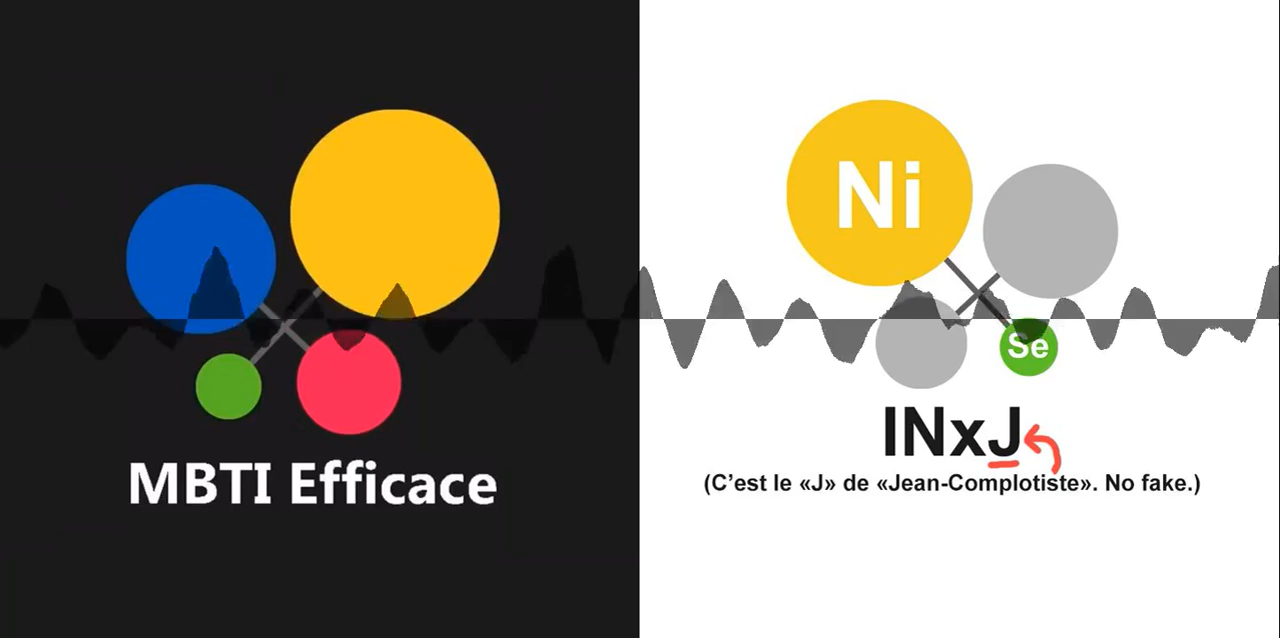 MBTI Efficace
Ni
Se
INxJ
(C’est le «J» de «Jean-Complotiste». No fake.)